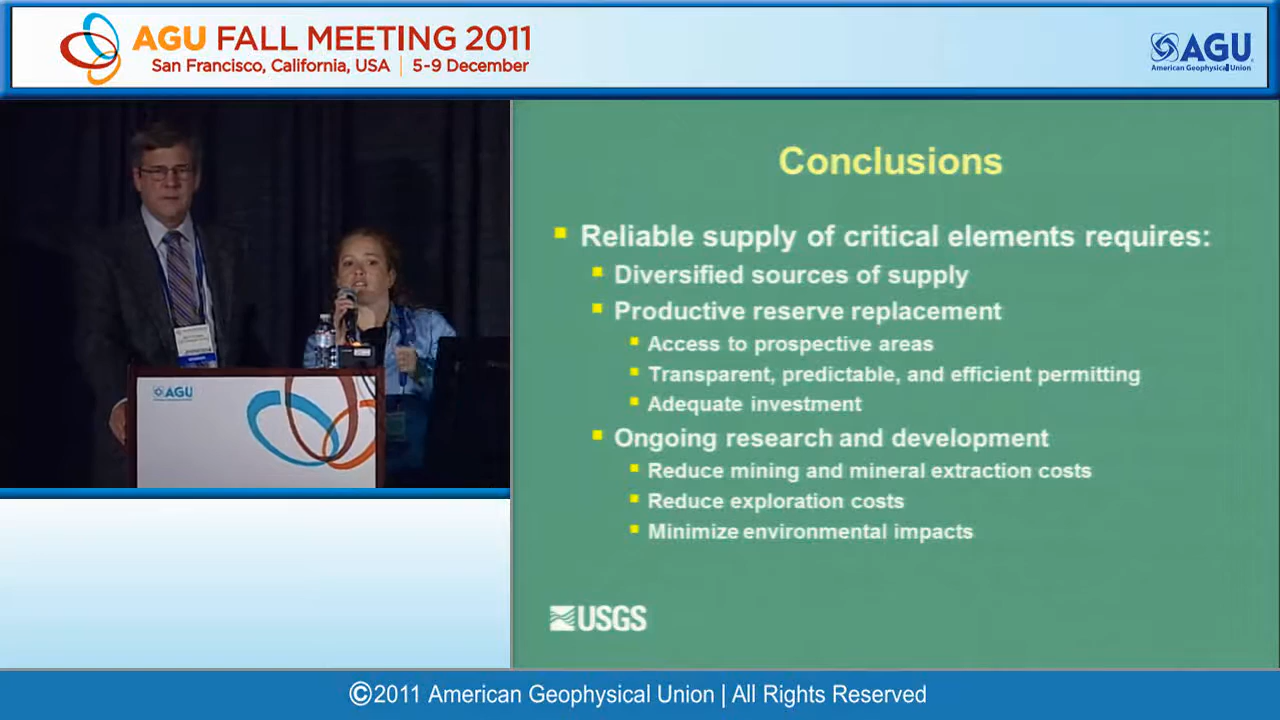 AGU FALL MEETING 2011
San Francisco, California, USA | 5-9 December
AGU
American Geophysical Union
Conclusions
Reliable supply of critical elements requires:
Diversified sources of supply
Productive reserve replacement
Access to prospective areas
Transparent, predictable, and efficient permitting
Adequate investment
Ongoing research and development
Reduce mining and mineral extraction costs
Reduce exploration costs
Minimize environmental impacts
USGS
AGU
©2011 American Geophysical Union | All Rights Reserved